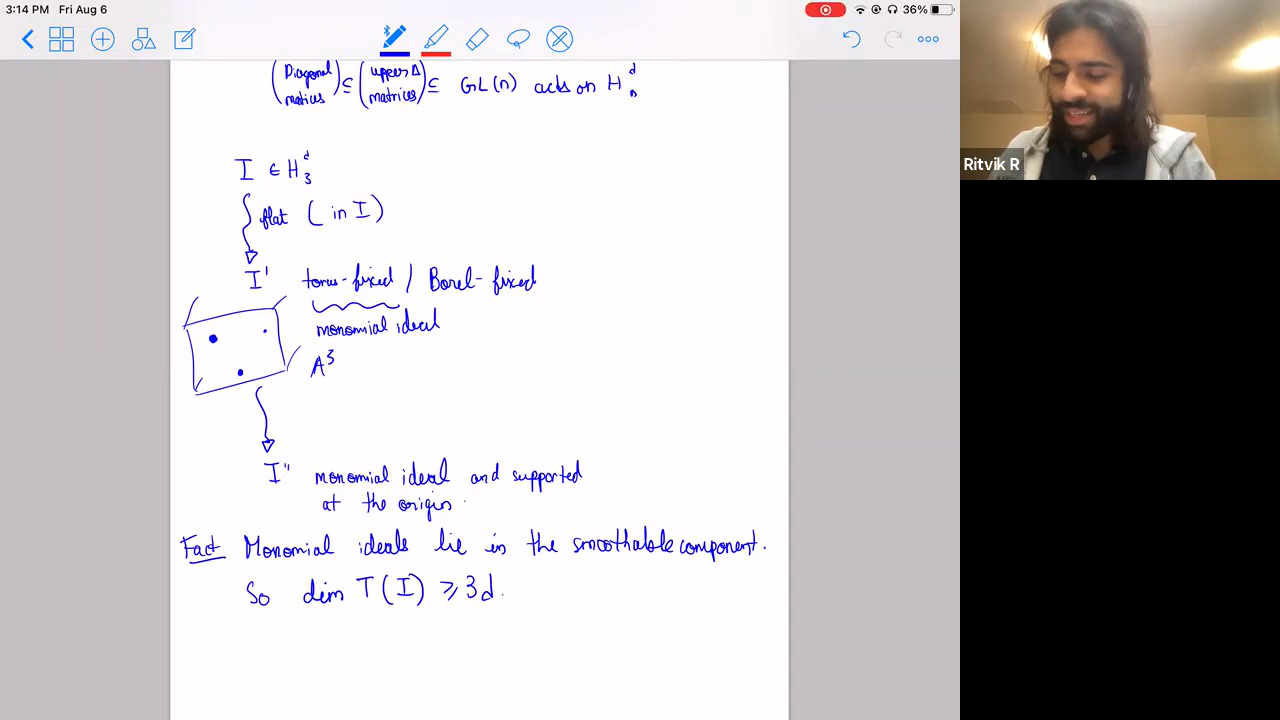 3:14 PM Fri Aug 6
36%
(Diagonal matices) ⊆ (upper Δ matrices) ⊆ GL(n) acts on H^d_n
I ∈ H^d_3
flat ( in I )
I' torus-fixed / Borel-fixed
monomial ideal
A^3
I'' monomial ideal and supported
at the origin
Fact Monomial ideals lie in the smoothable component.
So dim T(I) ⩾ 3d.
Ritvik R